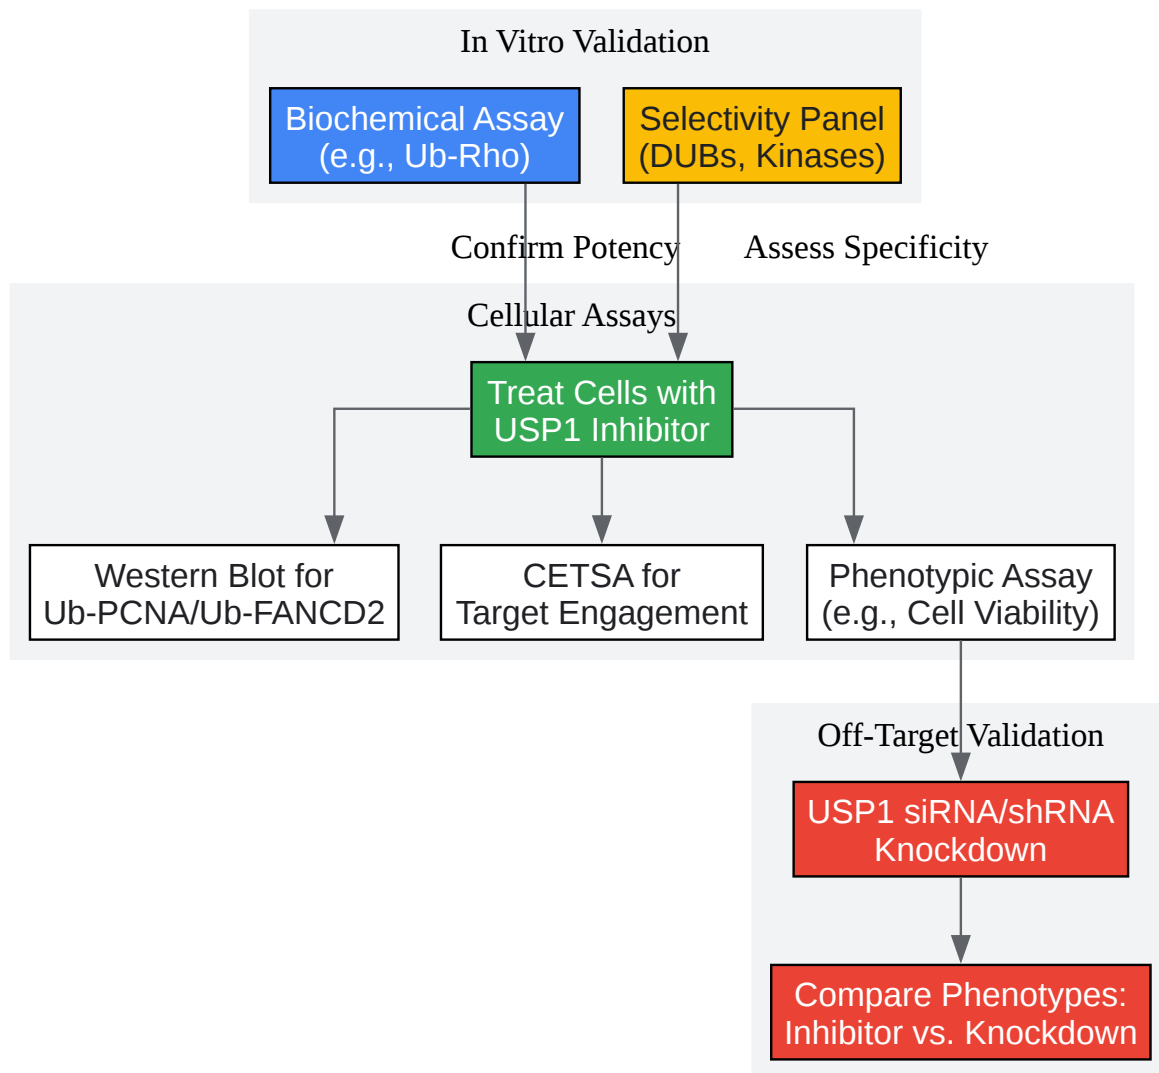 In Vitro Validation
Biochemical Assay
(e.g., Ub-Rho)
Selectivity Panel
(DUBs, Kinases)
Confirm Potency
Assess Specificity
Cellular Assays
Treat Cells with
USP1 Inhibitor
Western Blot for
Ub-PCNA/Ub-FANCD2
CETSA for
Target Engagement
Phenotypic Assay
(e.g., Cell Viability)
Off-Target Validation
USP1 siRNA/shRNA
Knockdown
Compare Phenotypes:
Inhibitor vs. Knockdown